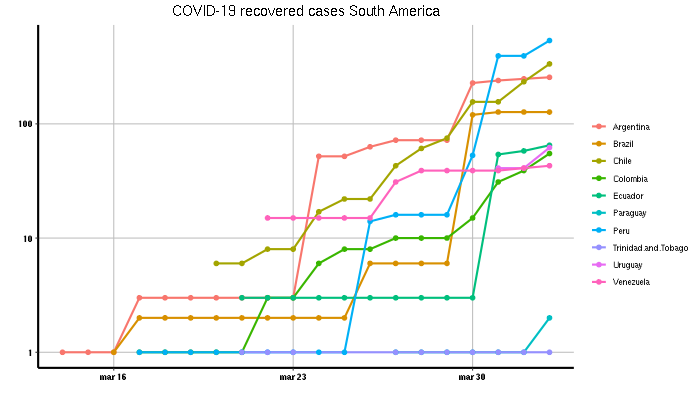 COVID-19 recovered cases South America
100
10
1
mar 16
mar 23
mar 30
Argentina
Brazil
Chile
Colombia
Ecuador
Paraguay
Peru
Trinidad.and.Tobago
Uruguay
Venezuela